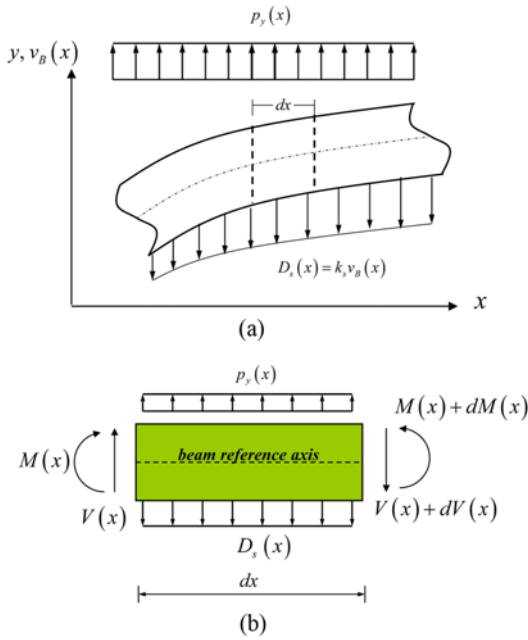 p_y(x)
y, v_B(x)
dx
D_s(x) = k_s v_B(x)
x
(a)
p_y(x)
M(x) + dM(x)
beam reference axis
M(x)
V(x)
V(x) + dV(x)
D_s(x)
dx
(b)